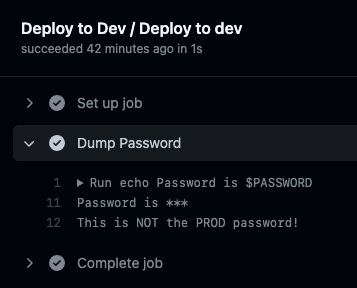 Deploy to Dev / Deploy to dev
succeeded 42 minutes ago in 1s
Set up job
Dump Password
1 Run echo Password is $PASSWORD
11 Password is ***
12 This is NOT the PROD password!
Complete job